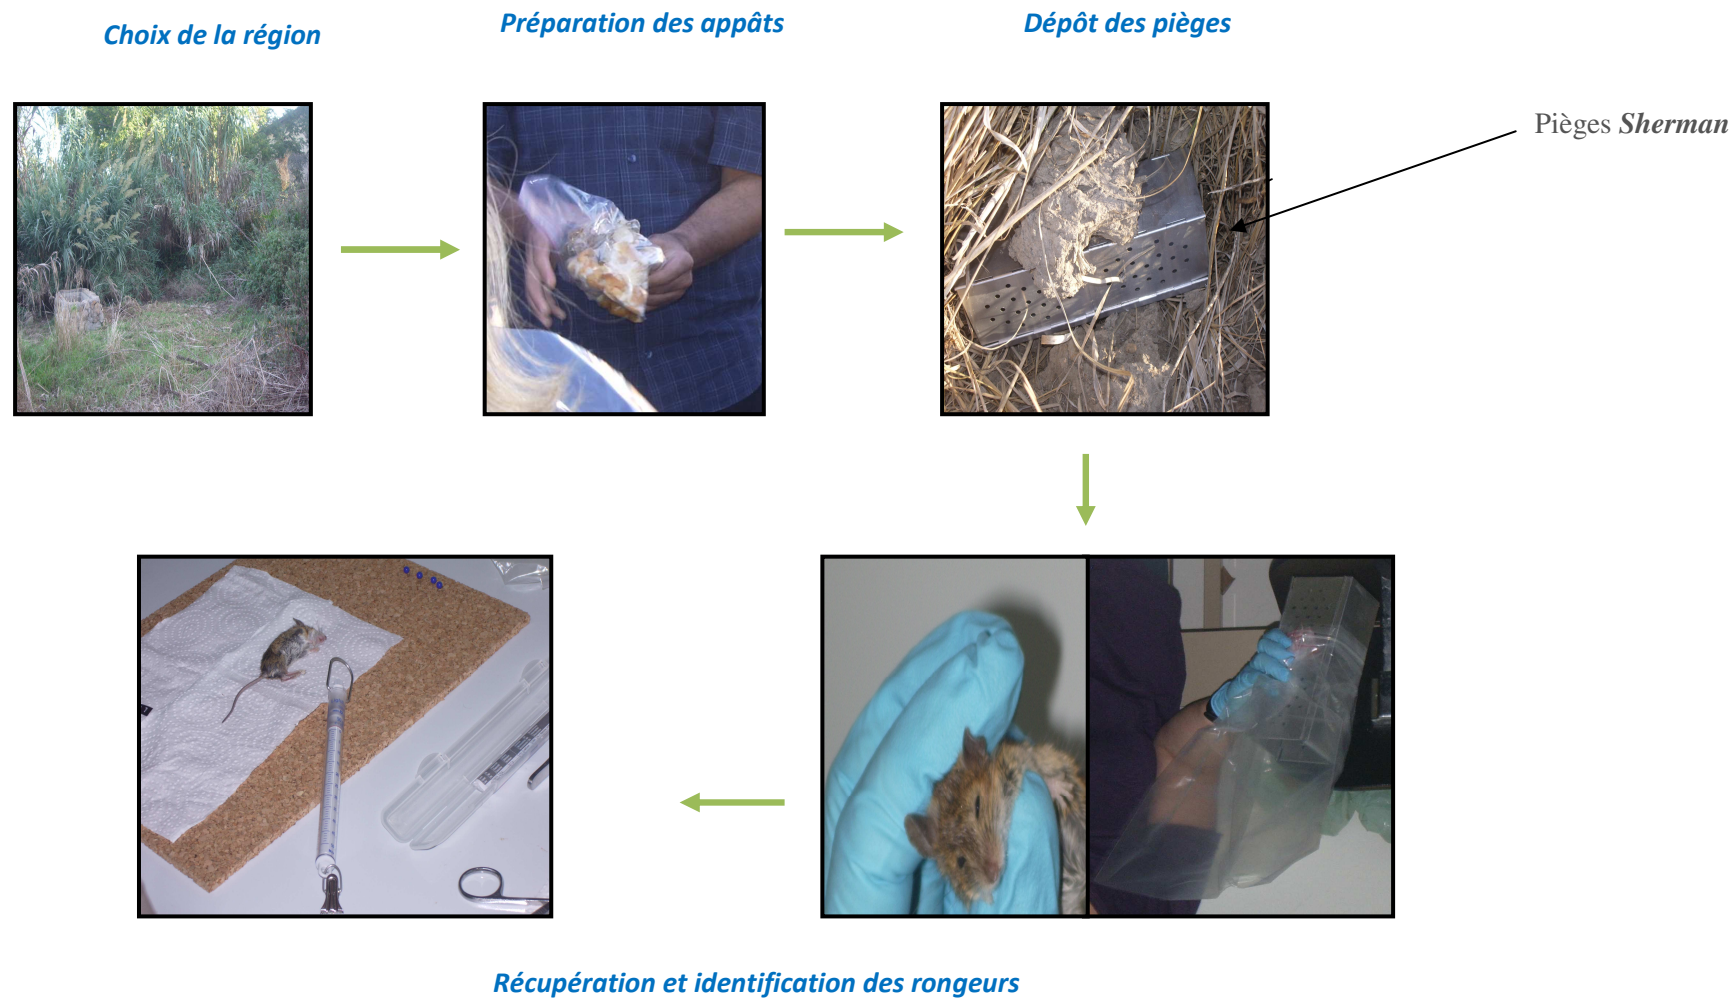 Choix de la région
Préparation des appâts
Dépôt des pièges
Pièges Sherman
Récupération et identification des rongeurs